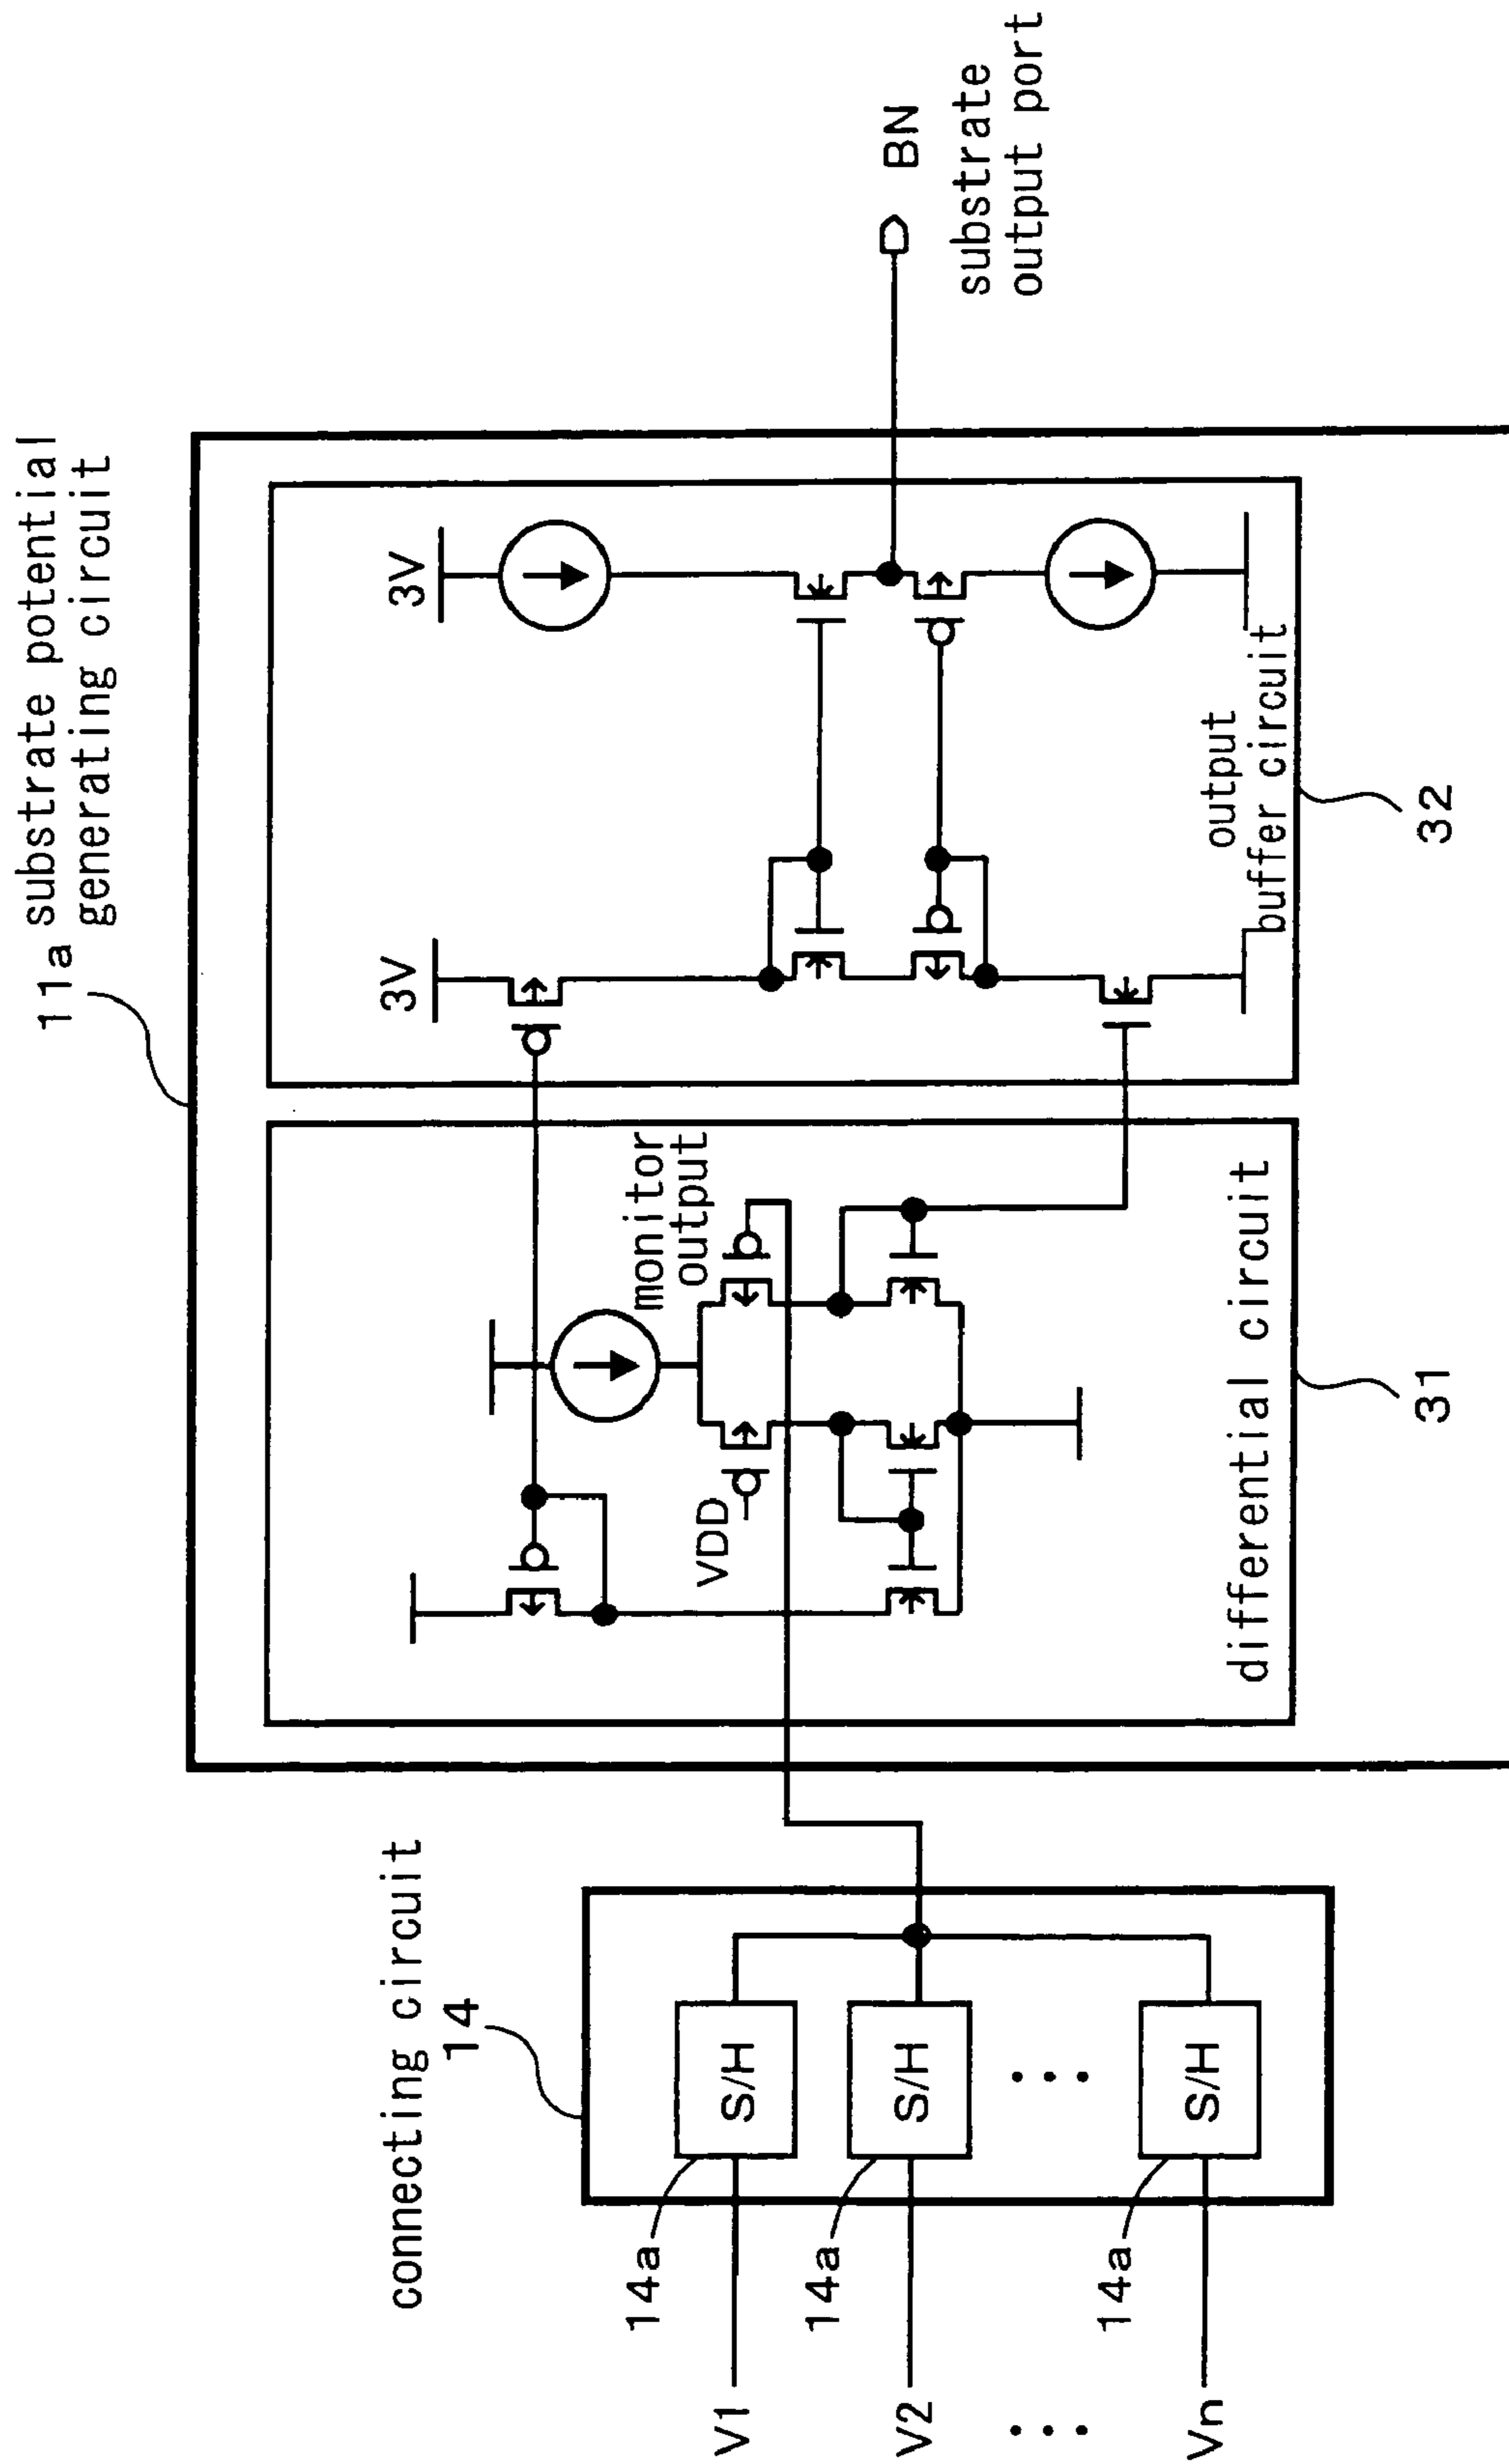 11a
substrate potential
generating circuit
connecting circuit
14
14a
S/H
V1
14a
S/H
V2
14a
S/H
Vn
VDD
monitor
output
differential circuit
31
3V
3V
output
buffer circuit
32
BN
substrate
output port